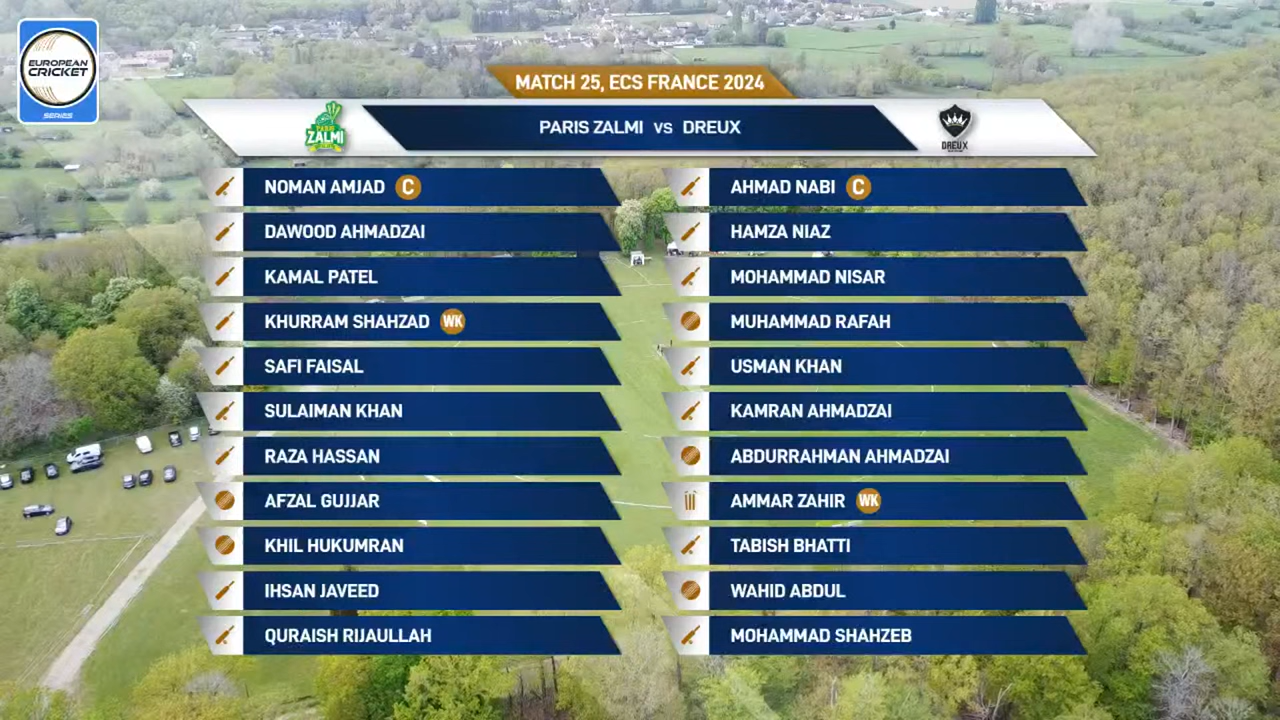 EUROPEAN
CRICKET
SERIES
MATCH 25, ECS FRANCE 2024
PARIS
ZALMI
PARIS ZALMI VS DREUX
DREUX
NOMAN AMJAD C
AHMAD NABI C
DAWOOD AHMADZAI
HAMZA NIAZ
KAMAL PATEL
MOHAMMAD NISAR
KHURRAM SHAHZAD WK
MUHAMMAD RAFAH
SAFI FAISAL
USMAN KHAN
SULAIMAN KHAN
KAMRAN AHMADZAI
RAZA HASSAN
ABDURRAHMAN AHMADZAI
AFZAL GUJJAR
AMMAR ZAHIR WK
KHIL HUKUMRAN
TABISH BHATTI
IHSAN JAVEED
WAHID ABDUL
QURAISH RIJAULLAH
MOHAMMAD SHAHZEB